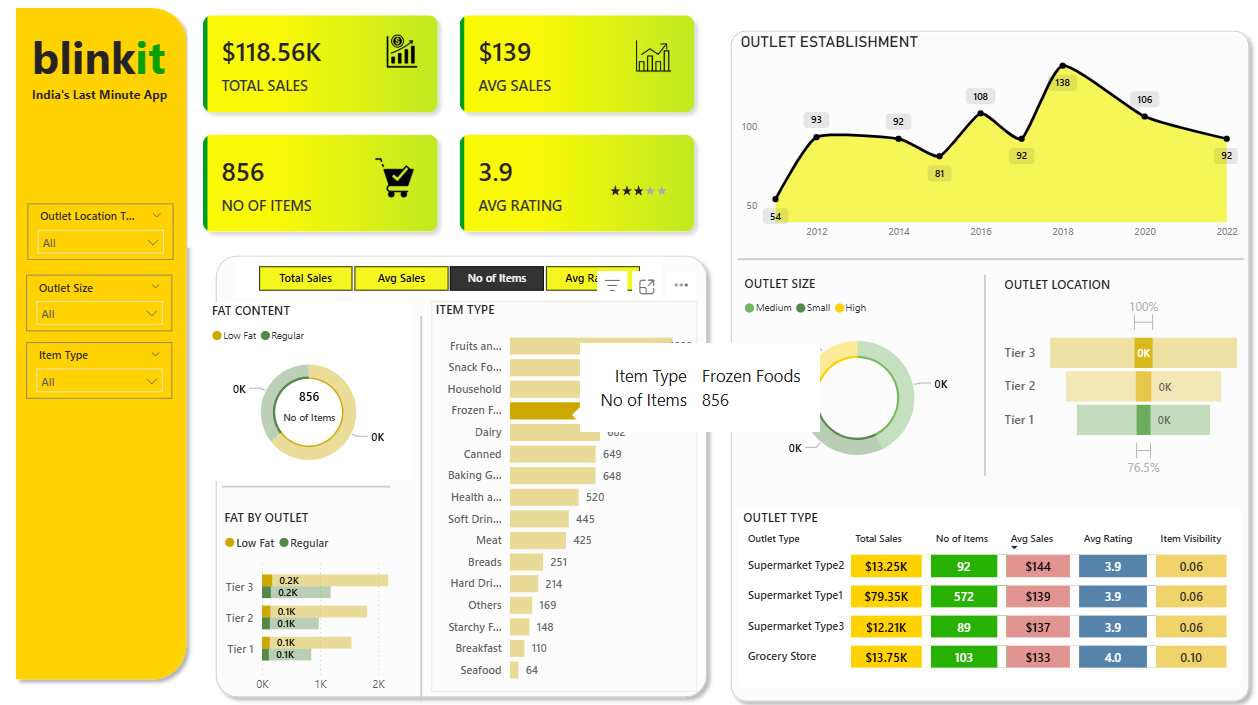 blinkit
India's Last Minute App
Outlet Location T...
All
Outlet Size
All
Item Type
All
$118.56K
TOTAL SALES
$139
AVG SALES
856
NO OF ITEMS
3.9
AVG RATING
Total Sales
Avg Sales
No of Items
FAT CONTENT
Low Fat
Regular
0K
856
No of Items
0K
FAT BY OUTLET
Low Fat
Regular
Tier 3
0.2K
0.2K
Tier 2
0.1K
0.1K
Tier 1
0.1K
0.1K
0K 1K 2K
ITEM TYPE
Fruits an...
Snack Fo...
Household
Frozen F...
Dairy
Canned 649
Baking G... 648
Health a... 520
Soft Drin... 445
Meat 425
Breads 251
Hard Dri... 214
Others 169
Starchy F... 148
Breakfast 110
Seafood 64
Item Type Frozen Foods
No of Items 856
OUTLET ESTABLISHMENT
100
50
54
93
92
81
108
92
138
106
92
2012 2014 2016 2018 2020 2022
OUTLET SIZE
Medium
Small
High
0K
0K
OUTLET LOCATION
100%
Tier 3 0K
Tier 2 0K
Tier 1 0K
76.5%
OUTLET TYPE
Outlet Type Total Sales No of Items Avg Sales Avg Rating Item Visibility
Supermarket Type2 $13.25K 92 $144 3.9 0.06
Supermarket Type1 $79.35K 572 $139 3.9 0.06
Supermarket Type3 $12.21K 89 $137 3.9 0.06
Grocery Store $13.75K 103 $133 4.0 0.10